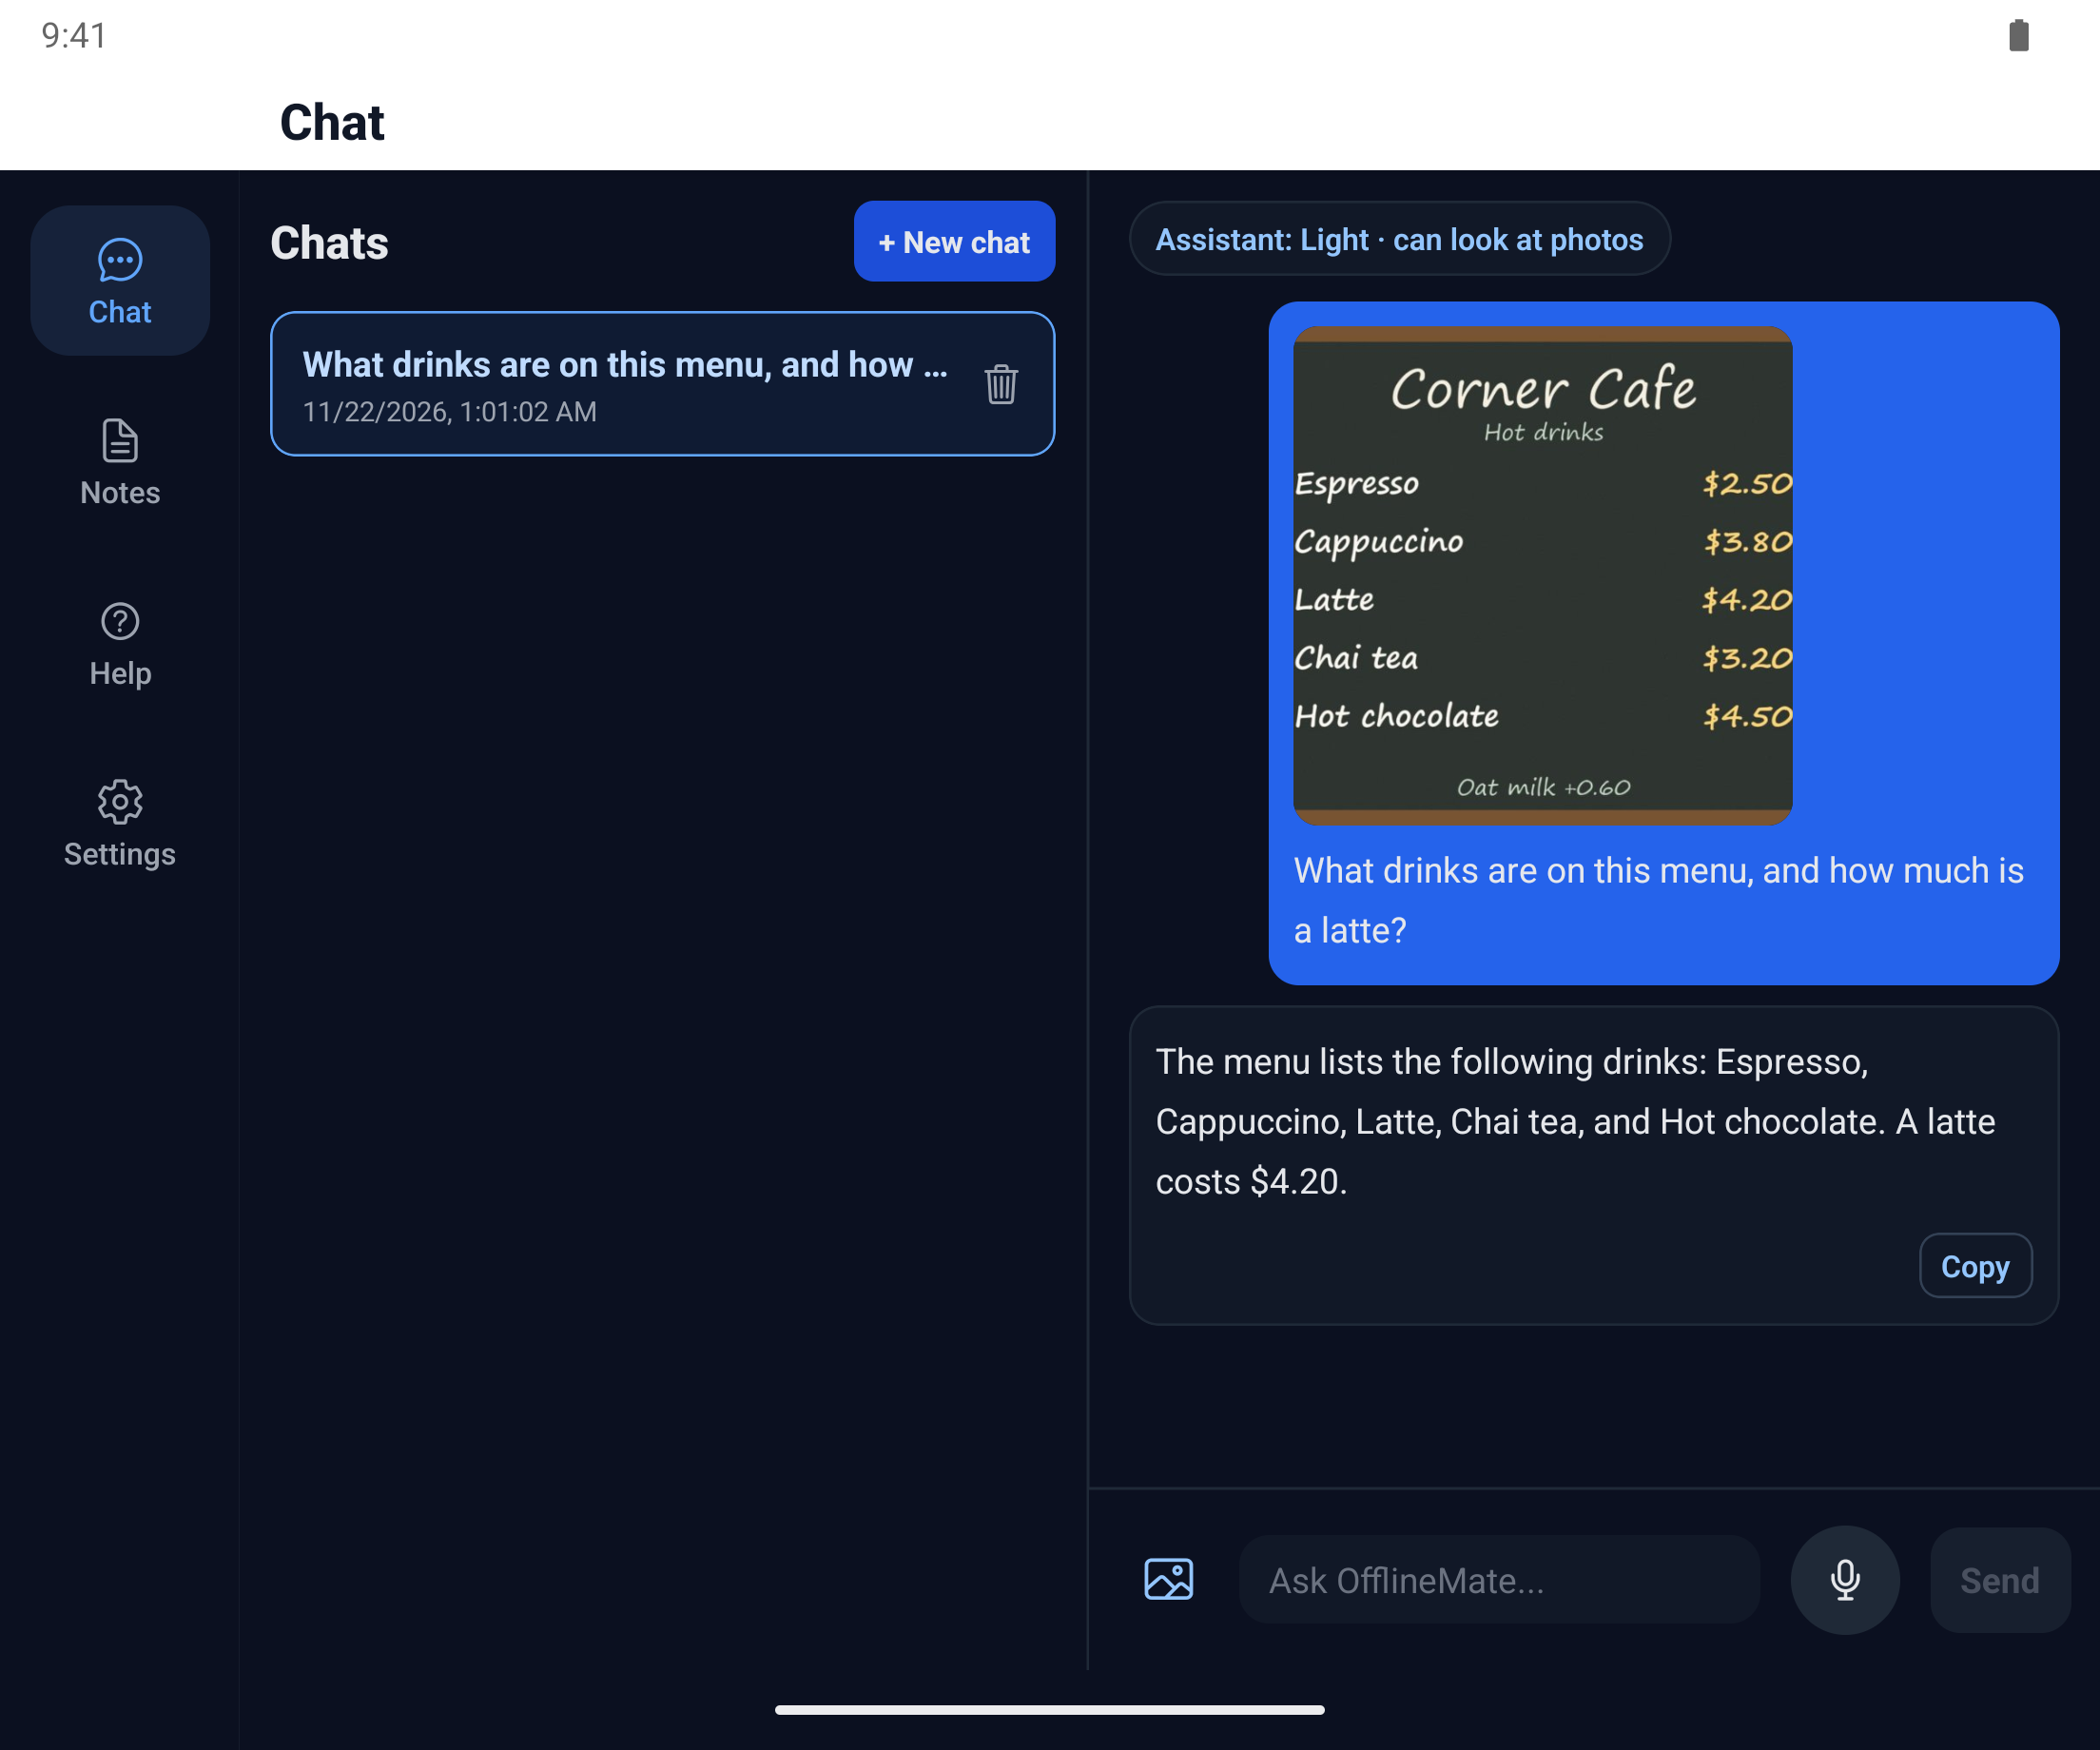 9:41
Chat
Chat
Notes
Help
Settings
Chats
+ New chat
What drinks are on this menu, and how ...
11/22/2026, 1:01:02 AM
Assistant: Light · can look at photos
Corner Cafe
Hot drinks
Espresso $2.50
Cappuccino $3.80
Latte $4.20
Chai tea $3.20
Hot chocolate $4.50
Oat milk +0.60
What drinks are on this menu, and how much is
a latte?
The menu lists the following drinks: Espresso,
Cappuccino, Latte, Chai tea, and Hot chocolate. A latte
costs $4.20.
Copy
Ask OfflineMate...
Send